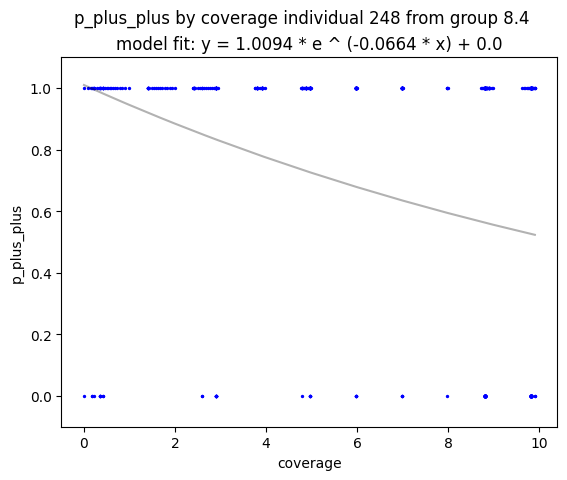 p_plus_plus by coverage individual 248 from group 8.4
model fit: y = 1.0094 * e ^ (-0.0664 * x) + 0.0
1.0
0.8
0.6
0.4
0.2
0.0
p_plus_plus
0 2 4 6 8 10
coverage